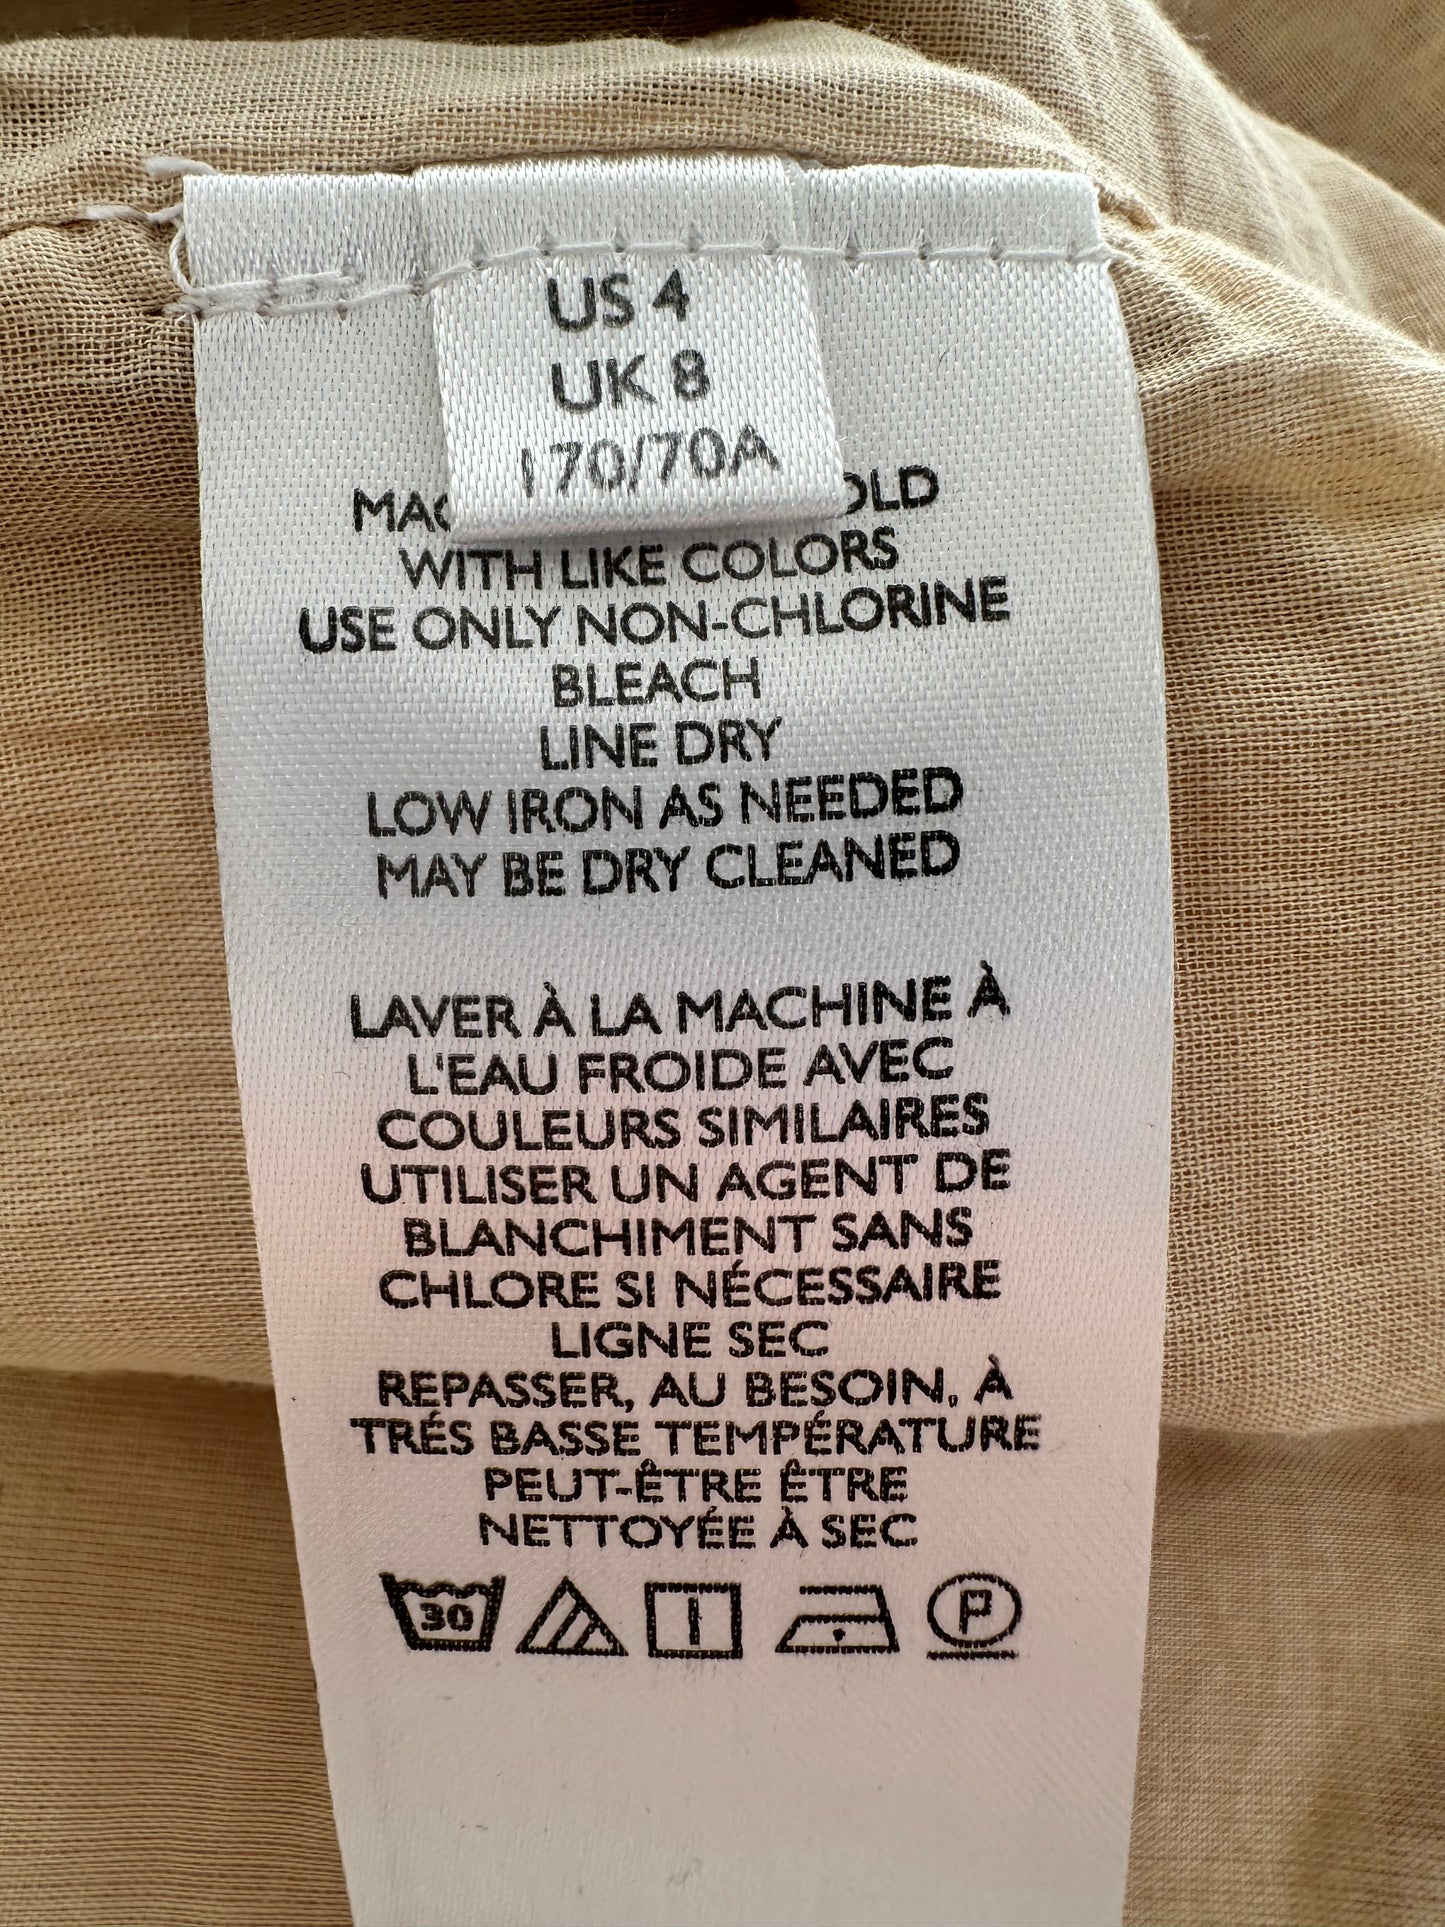 US 4
UK 8
170/70A
WITH LIKE COLORS
USE ONLY NON-CHLORINE
BLEACH
LINE DRY
LOW IRON AS NEEDED
MAY BE DRY CLEANED
LAVER À LA MACHINE À
L'EAU FROIDE AVEC
COULEURS SIMILAIRES
UTILISER UN AGENT DE
BLANCHIMENT SANS
CHLORE SI NÉCESSAIRE
LIGNE SEC
REPASSER, AU BESOIN, À
TRÉS BASSE TEMPÉRATURE
PEUT-ÊTRE ÊTRE
NETTOYÉE À SEC
30 P